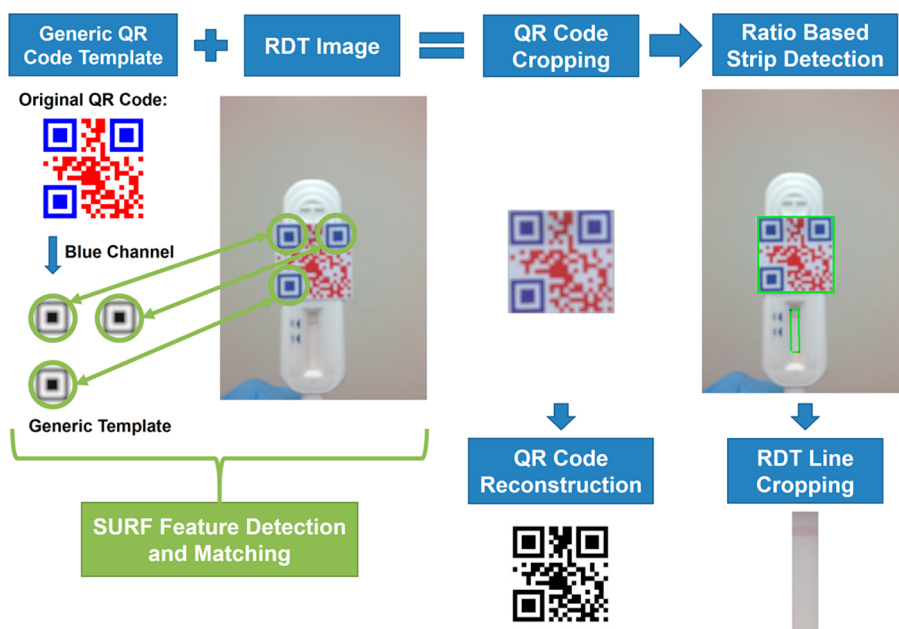 Generic QR
Code Template
RDT Image
QR Code
Cropping
Ratio Based
Strip Detection
Original QR Code:
Blue Channel
Generic Template
SURF Feature Detection
and Matching
QR Code
Reconstruction
RDT Line
Cropping